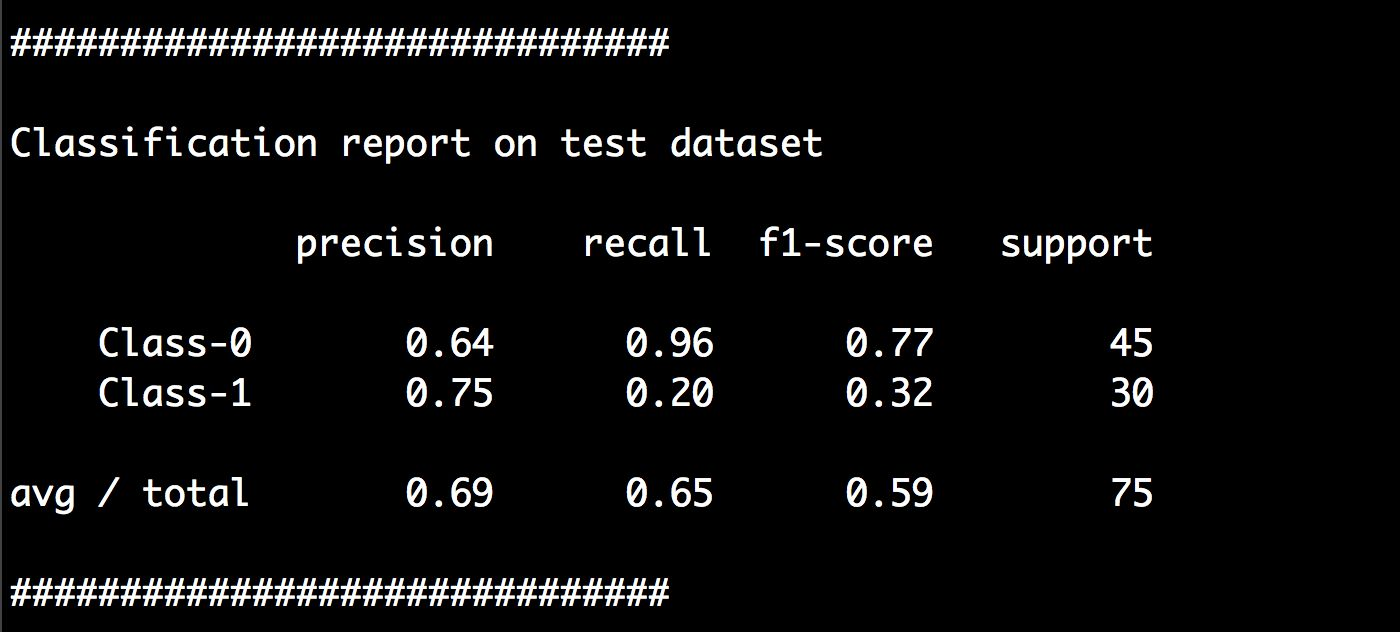 ##############################
Classification report on test dataset
precision recall f1-score support
Class-0 0.64 0.96 0.77 45
Class-1 0.75 0.20 0.32 30
avg / total 0.69 0.65 0.59 75
##############################